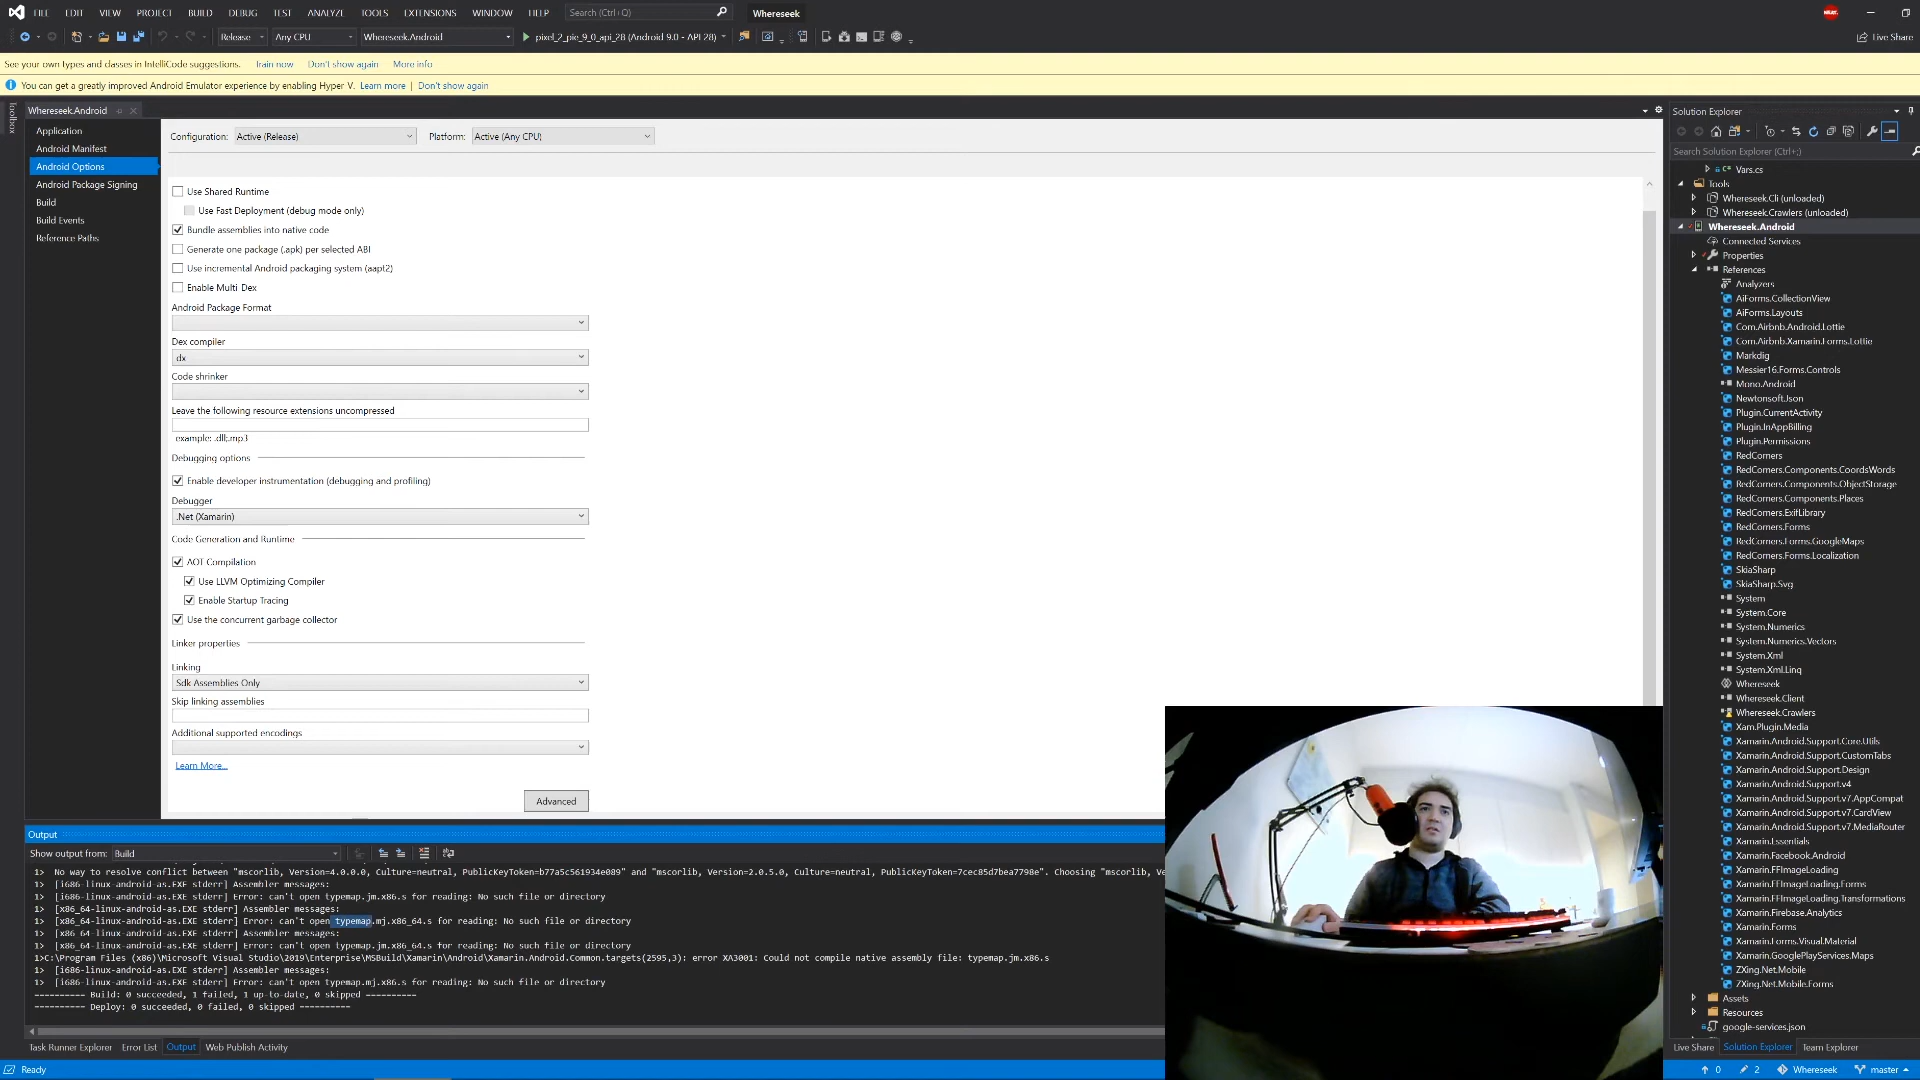 FILE EDIT VIEW PROJECT BUILD DEBUG TEST ANALYZE TOOLS EXTENSIONS WINDOW HELP Search (Ctrl+Q) Whereseek
Release Any CPU Whereseek.Android pixel_2_pie_9_0_api_28 (Android 9.0 - API 28) Live Share
See your own types and classes in IntelliCode suggestions. Train now Don't show again More info
You can get a greatly improved Android Emulator experience by enabling Hyper V. Learn more | Don't show again
Toolbox
Whereseek.Android
Application
Android Manifest
Android Options
Android Package Signing
Build
Build Events
Reference Paths
Configuration: Active (Release) Platform: Active (Any CPU)
Use Shared Runtime
Use Fast Deployment (debug mode only)
Bundle assemblies into native code
Generate one package (.apk) per selected ABI
Use incremental Android packaging system (aapt2)
Enable Multi Dex
Android Package Format
Dex compiler
dx
Code shrinker
Leave the following resource extensions uncompressed
example: .dll;.mp3
Debugging options
Enable developer instrumentation (debugging and profiling)
Debugger
.Net (Xamarin)
Code Generation and Runtime
AOT Compilation
Use LLVM Optimizing Compiler
Enable Startup Tracing
Use the concurrent garbage collector
Linker properties
Linking
Sdk Assemblies Only
Skip linking assemblies
Additional supported encodings
Learn More...
Advanced
Output
Show output from: Build
1> No way to resolve conflict between "mscorlib, Version=4.0.0.0, Culture=neutral, PublicKeyToken=b77a5c561934e089" and "mscorlib, Version=2.0.5.0, Culture=neutral, PublicKeyToken=7cec85d7bea7798e". Choosing "mscorlib, Ve
1> [i686-linux-android-as.EXE stderr] Assembler messages:
1> [i686-linux-android-as.EXE stderr] Error: can't open typemap.jm.x86.s for reading: No such file or directory
1> [x86_64-linux-android-as.EXE stderr] Assembler messages:
1> [x86_64-linux-android-as.EXE stderr] Error: can't open typemap.mj.x86_64.s for reading: No such file or directory
1> [x86_64-linux-android-as.EXE stderr] Assembler messages:
1> [x86_64-linux-android-as.EXE stderr] Error: can't open typemap.jm.x86_64.s for reading: No such file or directory
1>C:\Program Files (x86)\Microsoft Visual Studio\2019\Enterprise\MSBuild\Xamarin\Android\Xamarin.Android.Common.targets(2595,3): error XA3001: Could not compile native assembly file: typemap.jm.x86.s
1> [i686-linux-android-as.EXE stderr] Assembler messages:
1> [i686-linux-android-as.EXE stderr] Error: can't open typemap.mj.x86.s for reading: No such file or directory
========== Build: 0 succeeded, 1 failed, 1 up-to-date, 0 skipped ==========
========== Deploy: 0 succeeded, 0 failed, 0 skipped ==========
Task Runner Explorer Error List Output Web Publish Activity
Ready
Solution Explorer
Search Solution Explorer (Ctrl+;)
C# Vars.cs
Tools
Whereseek.Cli (unloaded)
Whereseek.Crawlers (unloaded)
Whereseek.Android
Connected Services
Properties
References
Analyzers
AiForms.CollectionView
AiForms.Layouts
Com.Airbnb.Android.Lottie
Com.Airbnb.Xamarin.Forms.Lottie
Markdig
Messier16.Forms.Controls
Mono.Android
Newtonsoft.Json
Plugin.CurrentActivity
Plugin.InAppBilling
Plugin.Permissions
RedCorners
RedCorners.Components.CoordsWords
RedCorners.Components.ObjectStorage
RedCorners.Components.Places
RedCorners.ExifLibrary
RedCorners.Forms
RedCorners.Forms.GoogleMaps
RedCorners.Forms.Localization
SkiaSharp
SkiaSharp.Svg
System
System.Core
System.Numerics
System.Numerics.Vectors
System.Xml
System.Xml.Linq
Whereseek
Whereseek.Client
Whereseek.Crawlers
Xam.Plugin.Media
Xamarin.Android.Support.Core.Utils
Xamarin.Android.Support.CustomTabs
Xamarin.Android.Support.Design
Xamarin.Android.Support.v4
Xamarin.Android.Support.v7.AppCompat
Xamarin.Android.Support.v7.CardView
Xamarin.Android.Support.v7.MediaRouter
Xamarin.Essentials
Xamarin.Facebook.Android
Xamarin.FFImageLoading
Xamarin.FFImageLoading.Forms
Xamarin.FFImageLoading.Transformations
Xamarin.Firebase.Analytics
Xamarin.Forms
Xamarin.Forms.Visual.Material
Xamarin.GooglePlayServices.Maps
ZXing.Net.Mobile
ZXing.Net.Mobile.Forms
Assets
Resources
google-services.json
Live Share Solution Explorer Team Explorer
0 2 Whereseek master